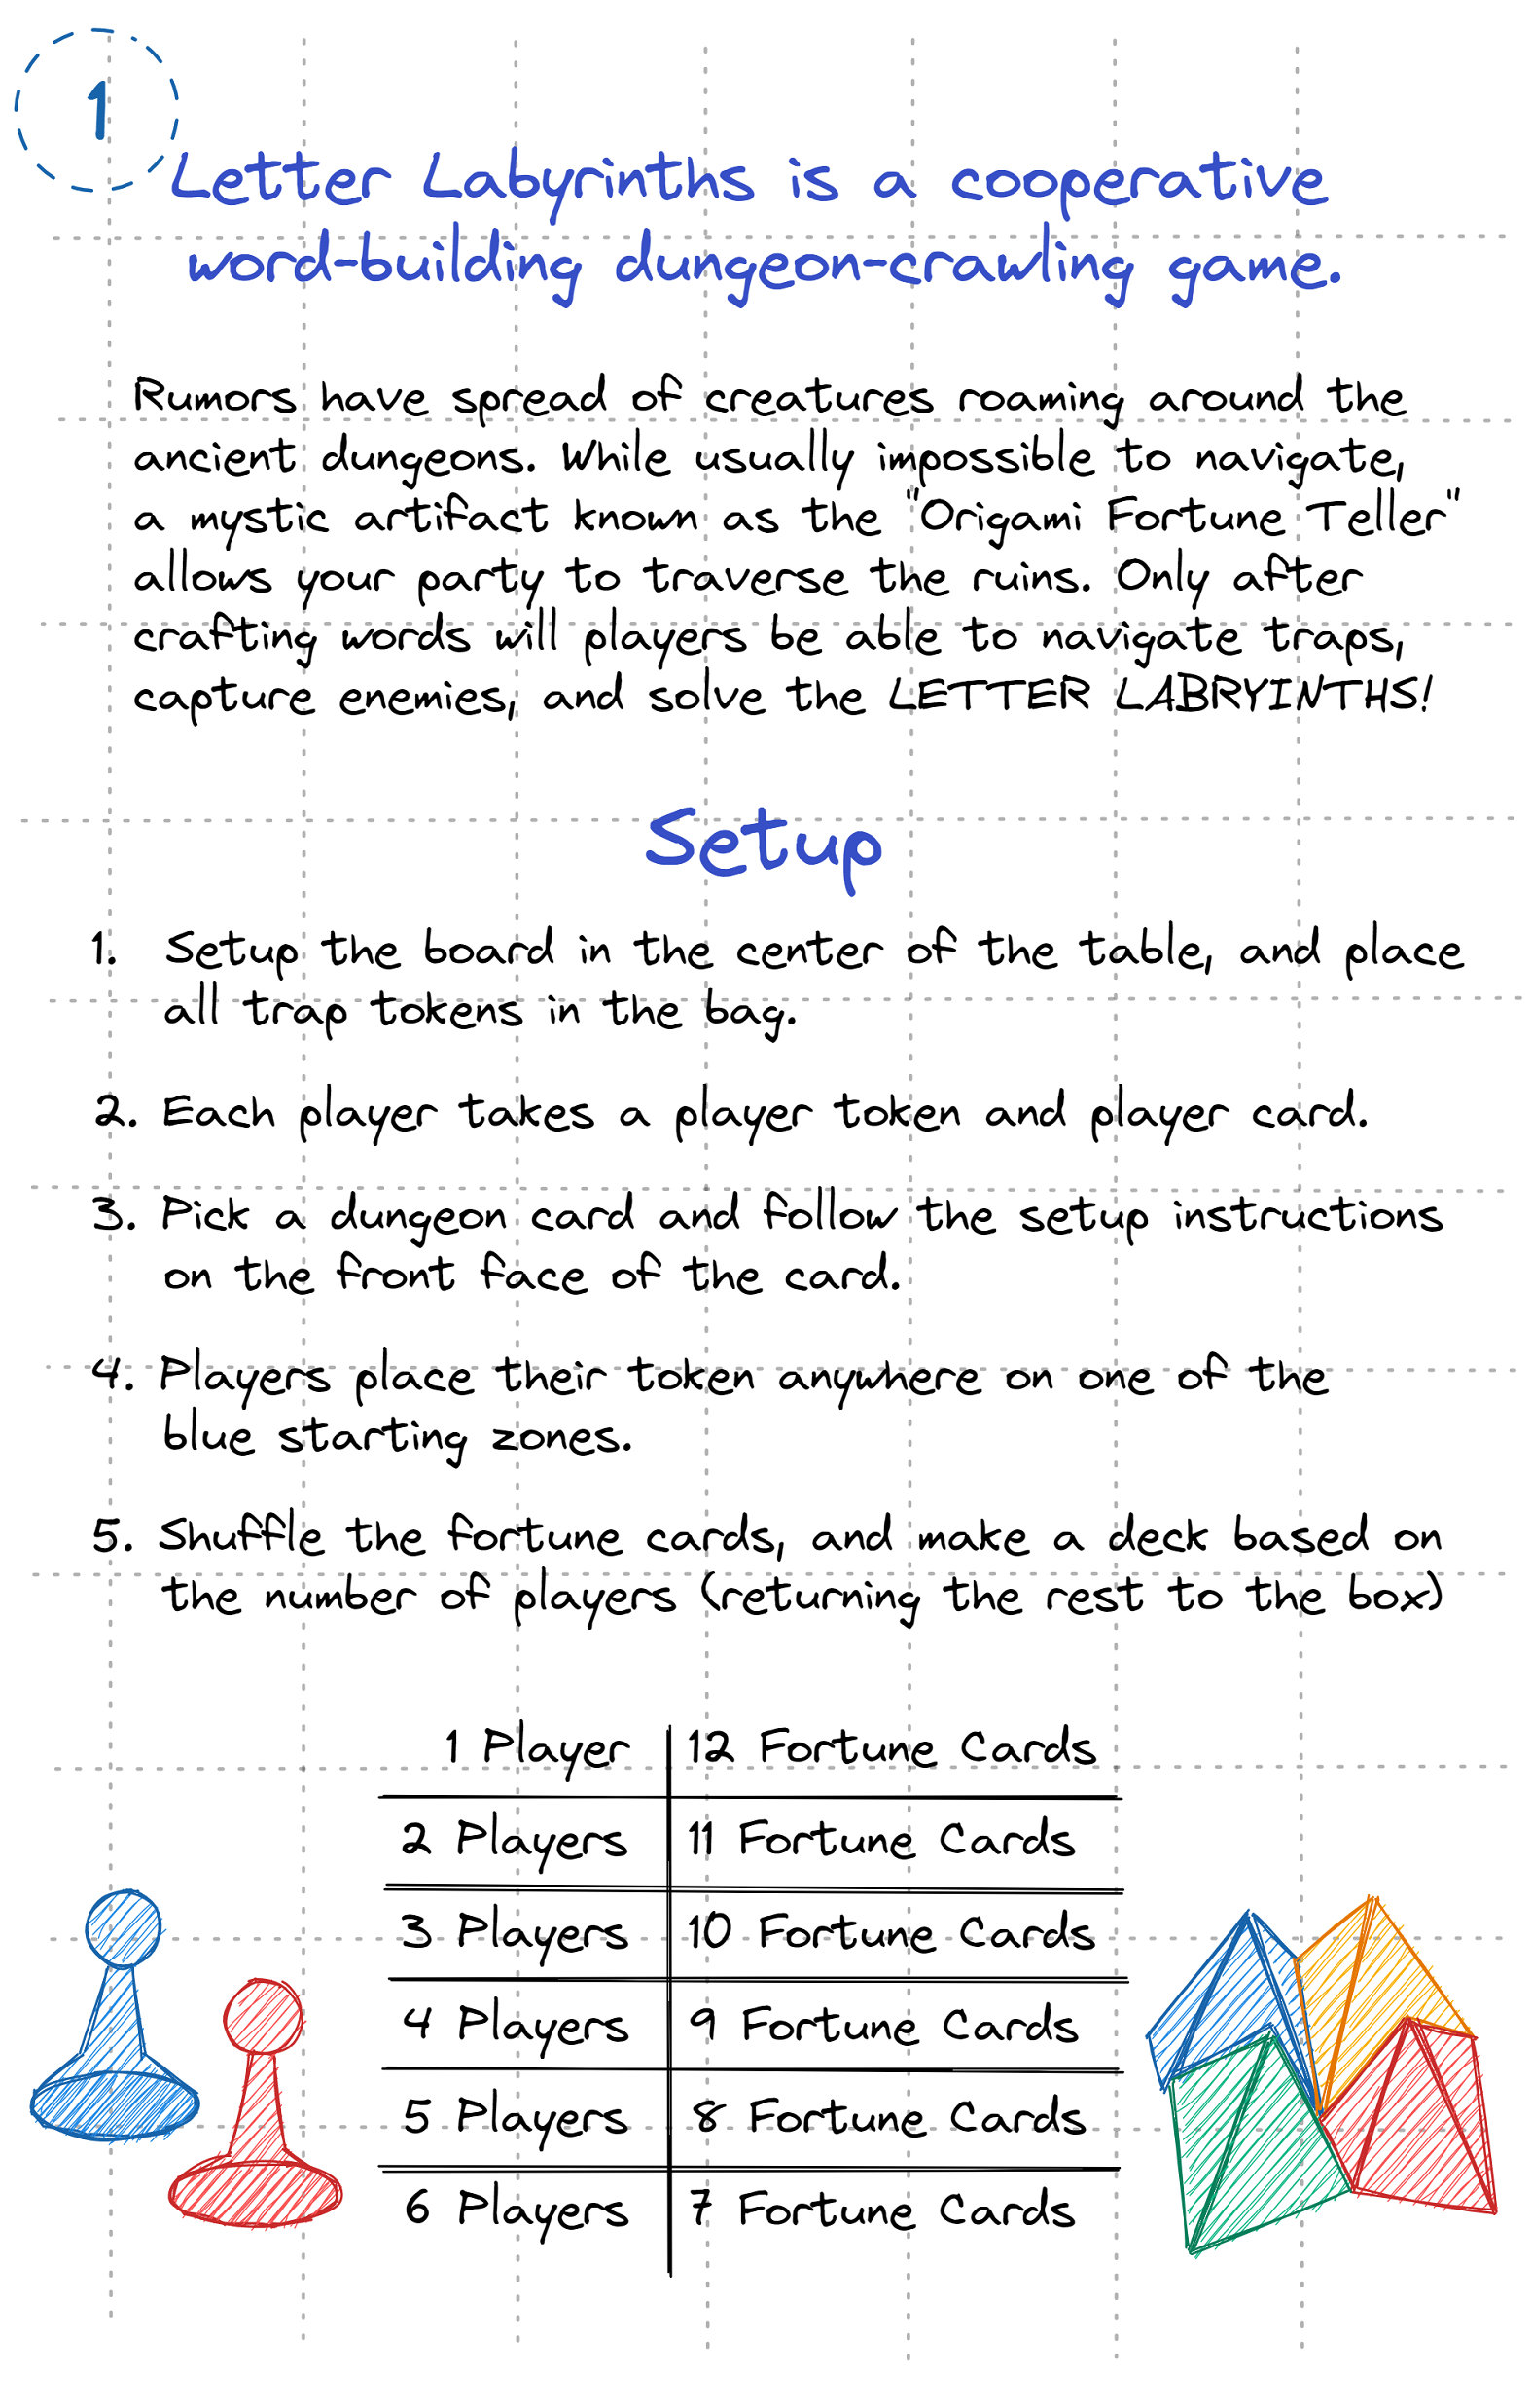 1
Letter Labyrinths is a cooperative
word-building dungeon-crawling game.
Rumors have spread of creatures roaming around the
ancient dungeons. While usually impossible to navigate,
a mystic artifact known as the "Origami Fortune Teller"
allows your party to traverse the ruins. Only after
crafting words will players be able to navigate traps,
capture enemies, and solve the LETTER LABRYINTHS!
Setup
1. Setup the board in the center of the table, and place
all trap tokens in the bag.
2. Each player takes a player token and player card.
3. Pick a dungeon card and follow the setup instructions
on the front face of the card.
4. Players place their token anywhere on one of the
blue starting zones.
5. Shuffle the fortune cards, and make a deck based on
the number of players (returning the rest to the box)
1 Player 12 Fortune Cards
2 Players 11 Fortune Cards
3 Players 10 Fortune Cards
4 Players 9 Fortune Cards
5 Players 8 Fortune Cards
6 Players 7 Fortune Cards